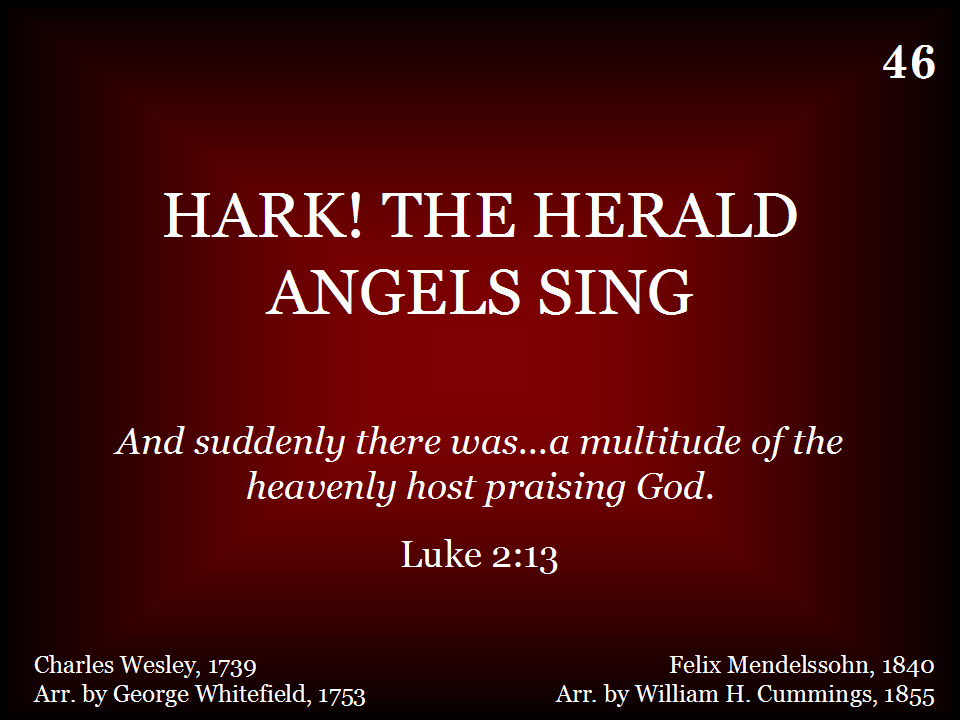 46
HARK! THE HERALD
ANGELS SING
And suddenly there was...a multitude of the
heavenly host praising God.
Luke 2:13
Charles Wesley, 1739
Arr. by George Whitefield, 1753
Felix Mendelssohn, 1840
Arr. by William H. Cummings, 1855